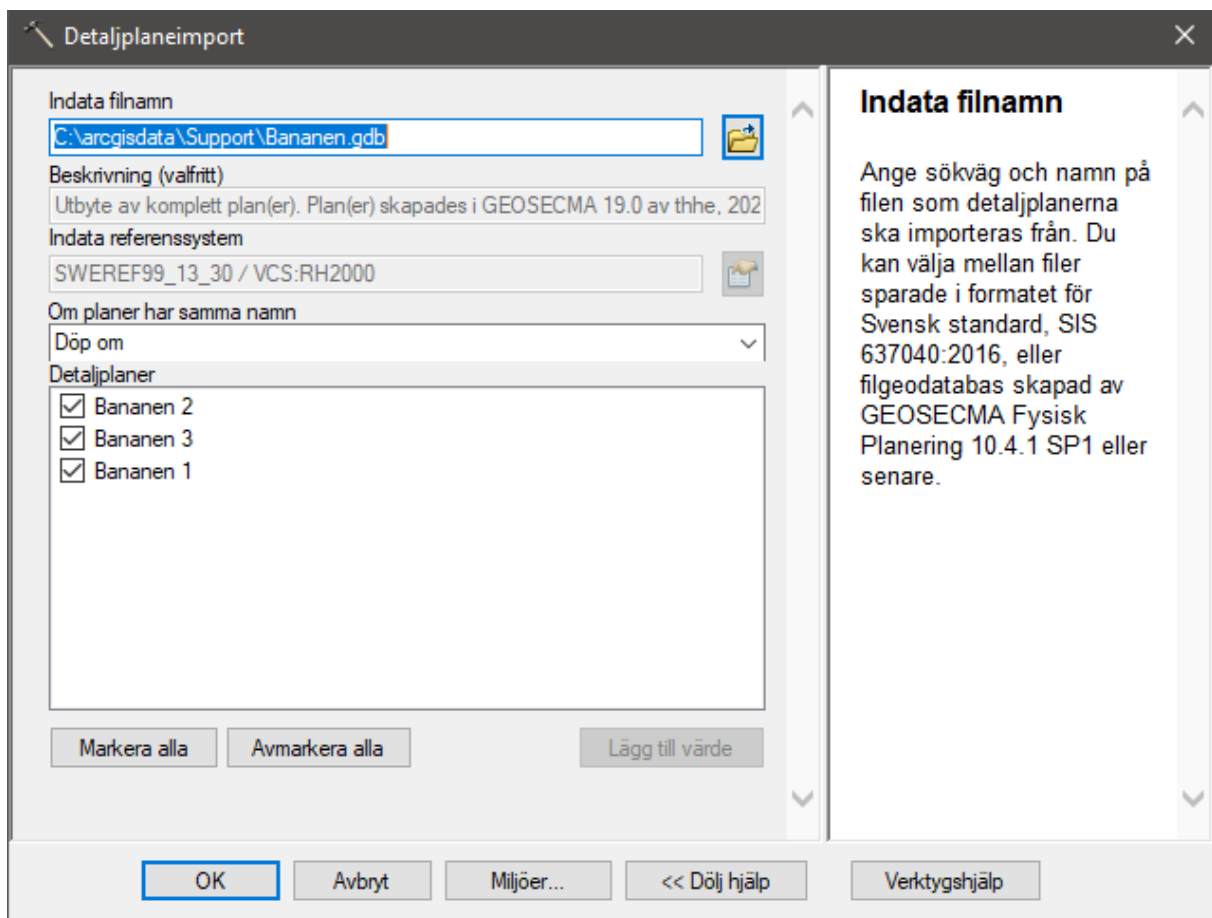 Detaljplaneimport
Indata filnamn
C:\arcgisdata\Support\Bananen.gdb
Beskrivning (valfritt)
Utbyte av komplett plan(er). Plan(er) skapades i GEOSECMA 19.0 av thhe, 202
Indata referenssystem
SWEREF99_13_30 / VCS:RH2000
Om planer har samma namn
Döp om
Detaljplaner
Bananen 2
Bananen 3
Bananen 1
Markera alla
Avmarkera alla
Lägg till värde
Indata filnamn
Ange sökväg och namn på
filen som detaljplanerna
ska importeras från. Du
kan välja mellan filer
sparade i formatet för
Svensk standard, SIS
637040:2016, eller
filgeodatabas skapad av
GEOSECMA Fysisk
Planering 10.4.1 SP1 eller
senare.
OK
Avbryt
Miljöer...
<< Dölj hjälp
Verktygshjälp